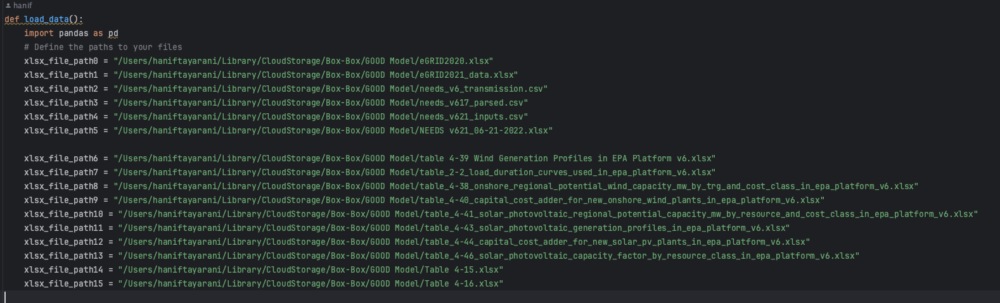 hanif
def load_data():
    import pandas as pd
    # Define the paths to your files
    xlsx_file_path0 = "/Users/haniftayarani/Library/CloudStorage/Box-Box/GOOD Model/eGRID2020.xlsx"
    xlsx_file_path1 = "/Users/haniftayarani/Library/CloudStorage/Box-Box/GOOD Model/eGRID2021_data.xlsx"
    xlsx_file_path2 = "/Users/haniftayarani/Library/CloudStorage/Box-Box/GOOD Model/needs_v6_transmission.csv"
    xlsx_file_path3 = "/Users/haniftayarani/Library/CloudStorage/Box-Box/GOOD Model/needs_v617_parsed.csv"
    xlsx_file_path4 = "/Users/haniftayarani/Library/CloudStorage/Box-Box/GOOD Model/needs_v621_inputs.csv"
    xlsx_file_path5 = "/Users/haniftayarani/Library/CloudStorage/Box-Box/GOOD Model/NEEDS v621_06-21-2022.xlsx"
    xlsx_file_path6 = "/Users/haniftayarani/Library/CloudStorage/Box-Box/GOOD Model/table 4-39 Wind Generation Profiles in EPA Platform v6.xlsx"
    xlsx_file_path7 = "/Users/haniftayarani/Library/CloudStorage/Box-Box/GOOD Model/table_2-2_load_duration_curves_used_in_epa_platform_v6.xlsx"
    xlsx_file_path8 = "/Users/haniftayarani/Library/CloudStorage/Box-Box/GOOD Model/table_4-38_onshore_regional_potential_wind_capacity_mw_by_trg_and_cost_class_in_epa_platform_v6.xlsx"
    xlsx_file_path9 = "/Users/haniftayarani/Library/CloudStorage/Box-Box/GOOD Model/table_4-40_capital_cost_adder_for_new_onshore_wind_plants_in_epa_platform_v6.xlsx"
    xlsx_file_path10 = "/Users/haniftayarani/Library/CloudStorage/Box-Box/GOOD Model/table_4-41_solar_photovoltaic_regional_potential_capacity_mw_by_resource_and_cost_class_in_epa_platform_v6.xlsx"
    xlsx_file_path11 = "/Users/haniftayarani/Library/CloudStorage/Box-Box/GOOD Model/table_4-43_solar_photovoltaic_generation_profiles_in_epa_platform_v6.xlsx"
    xlsx_file_path12 = "/Users/haniftayarani/Library/CloudStorage/Box-Box/GOOD Model/table_4-44_capital_cost_adder_for_new_solar_pv_plants_in_epa_platform_v6.xlsx"
    xlsx_file_path13 = "/Users/haniftayarani/Library/CloudStorage/Box-Box/GOOD Model/table_4-46_solar_photovoltaic_capacity_factor_by_resource_class_in_epa_platform_v6.xlsx"
    xlsx_file_path14 = "/Users/haniftayarani/Library/CloudStorage/Box-Box/GOOD Model/Table 4-15.xlsx"
    xlsx_file_path15 = "/Users/haniftayarani/Library/CloudStorage/Box-Box/GOOD Model/Table 4-16.xlsx"